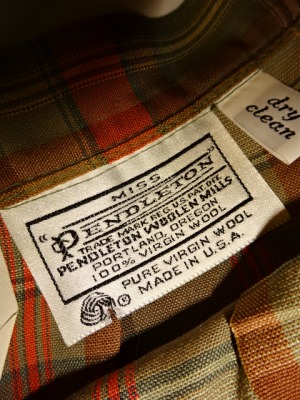 MISS
"PENDLETON"
TRADE MARK REG. U.S. PAT. OFF.
PENDLETON WOOLEN MILLS
PORTLAND, OREGON
100% VIRGIN WOOL
PURE VIRGIN WOOL
® MADE IN U.S.A.
dry
clean